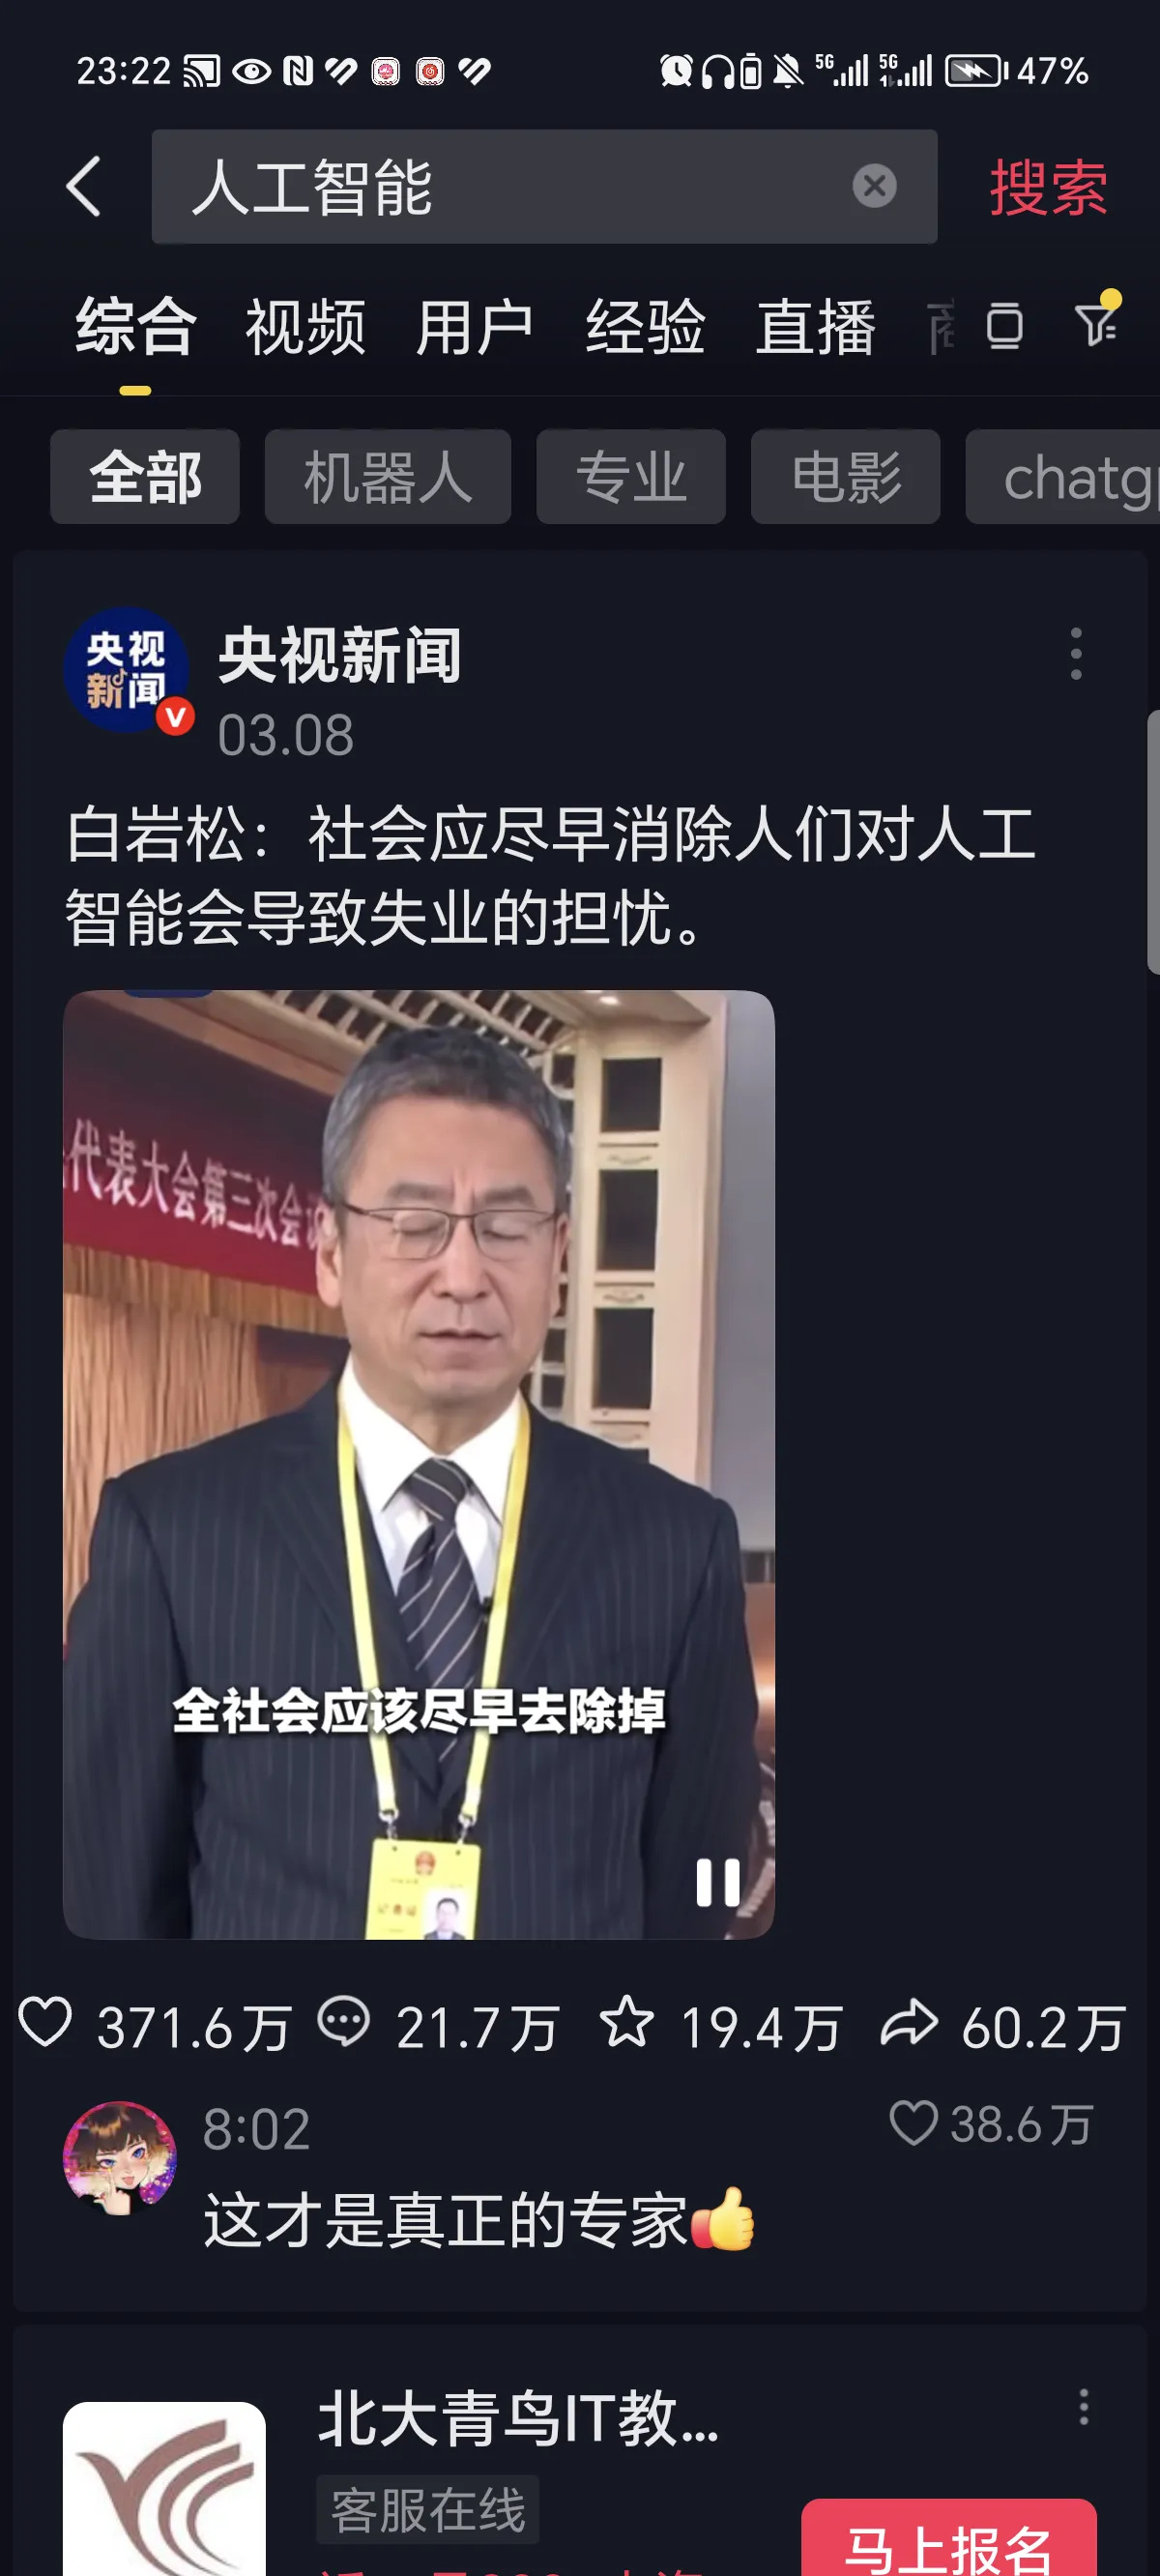 23:22
5G
5G
47%
人工智能
搜索
综合 视频 用户 经验 直播
全部 机器人 专业 电影 chatgp
央视
新闻
央视新闻
03.08
白岩松：社会应尽早消除人们对人工
智能会导致失业的担忧。
代表大会第三次会议
全社会应该尽早去除掉
371.6万 21.7万 19.4万 60.2万
8:02
38.6万
这才是真正的专家👍
北大青鸟IT教...
客服在线
马上报名